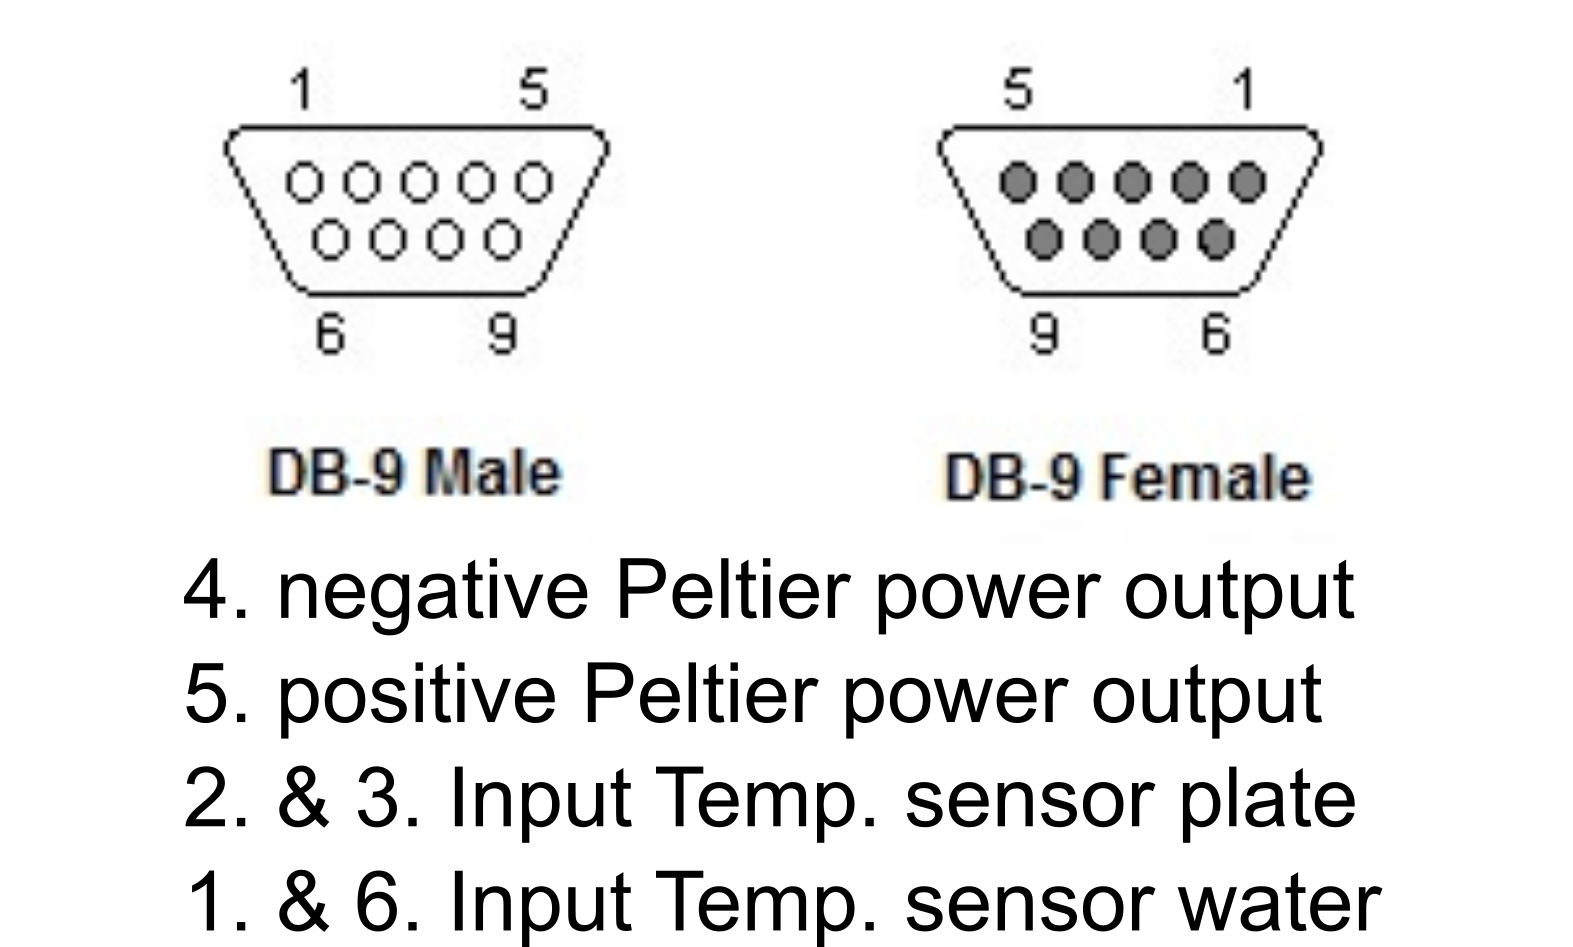 1 5 5 1
6 9 9 6
DB-9 Male DB-9 Female
4. negative Peltier power output
5. positive Peltier power output
2. & 3. Input Temp. sensor plate
1. & 6. Input Temp. sensor water